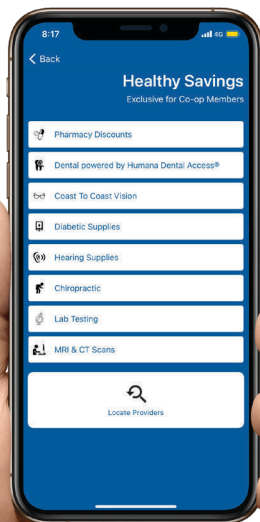 8:17
4G
Back
Healthy Savings
Exclusive for Co-op Members
Pharmacy Discounts
Dental powered by Humana Dental Access®
Coast To Coast Vision
Diabetic Supplies
Hearing Supplies
Chiropractic
Lab Testing
MRI & CT Scans
Locate Providers